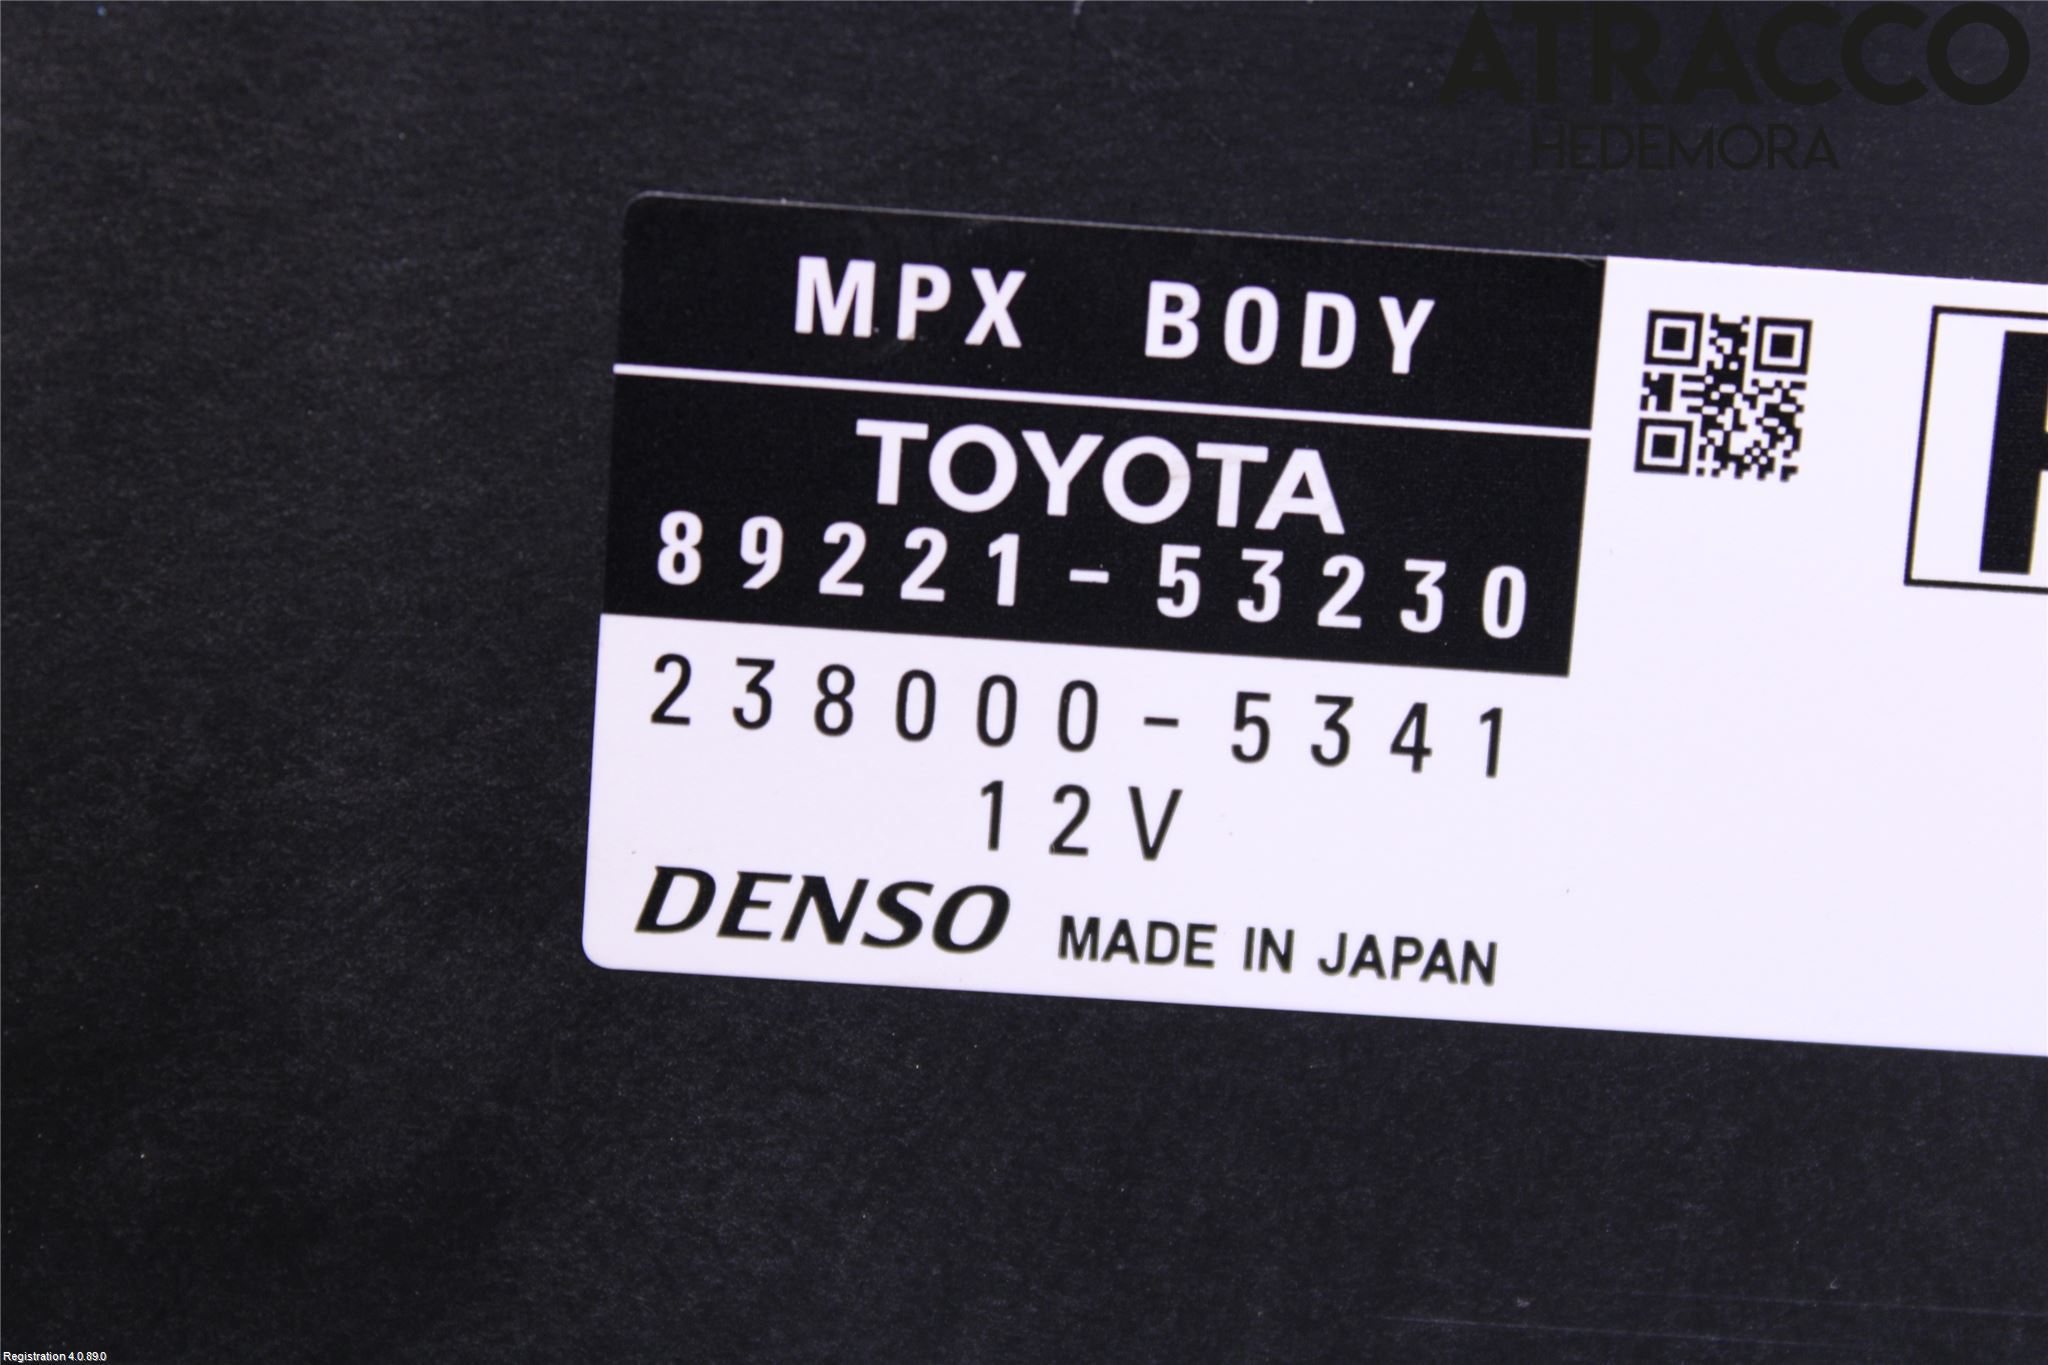 ATRACCO
HEDEMORA
MPX BODY
TOYOTA
89221-53230
238000-5341
12V
DENSO MADE IN JAPAN
Registration 4.0.89.0